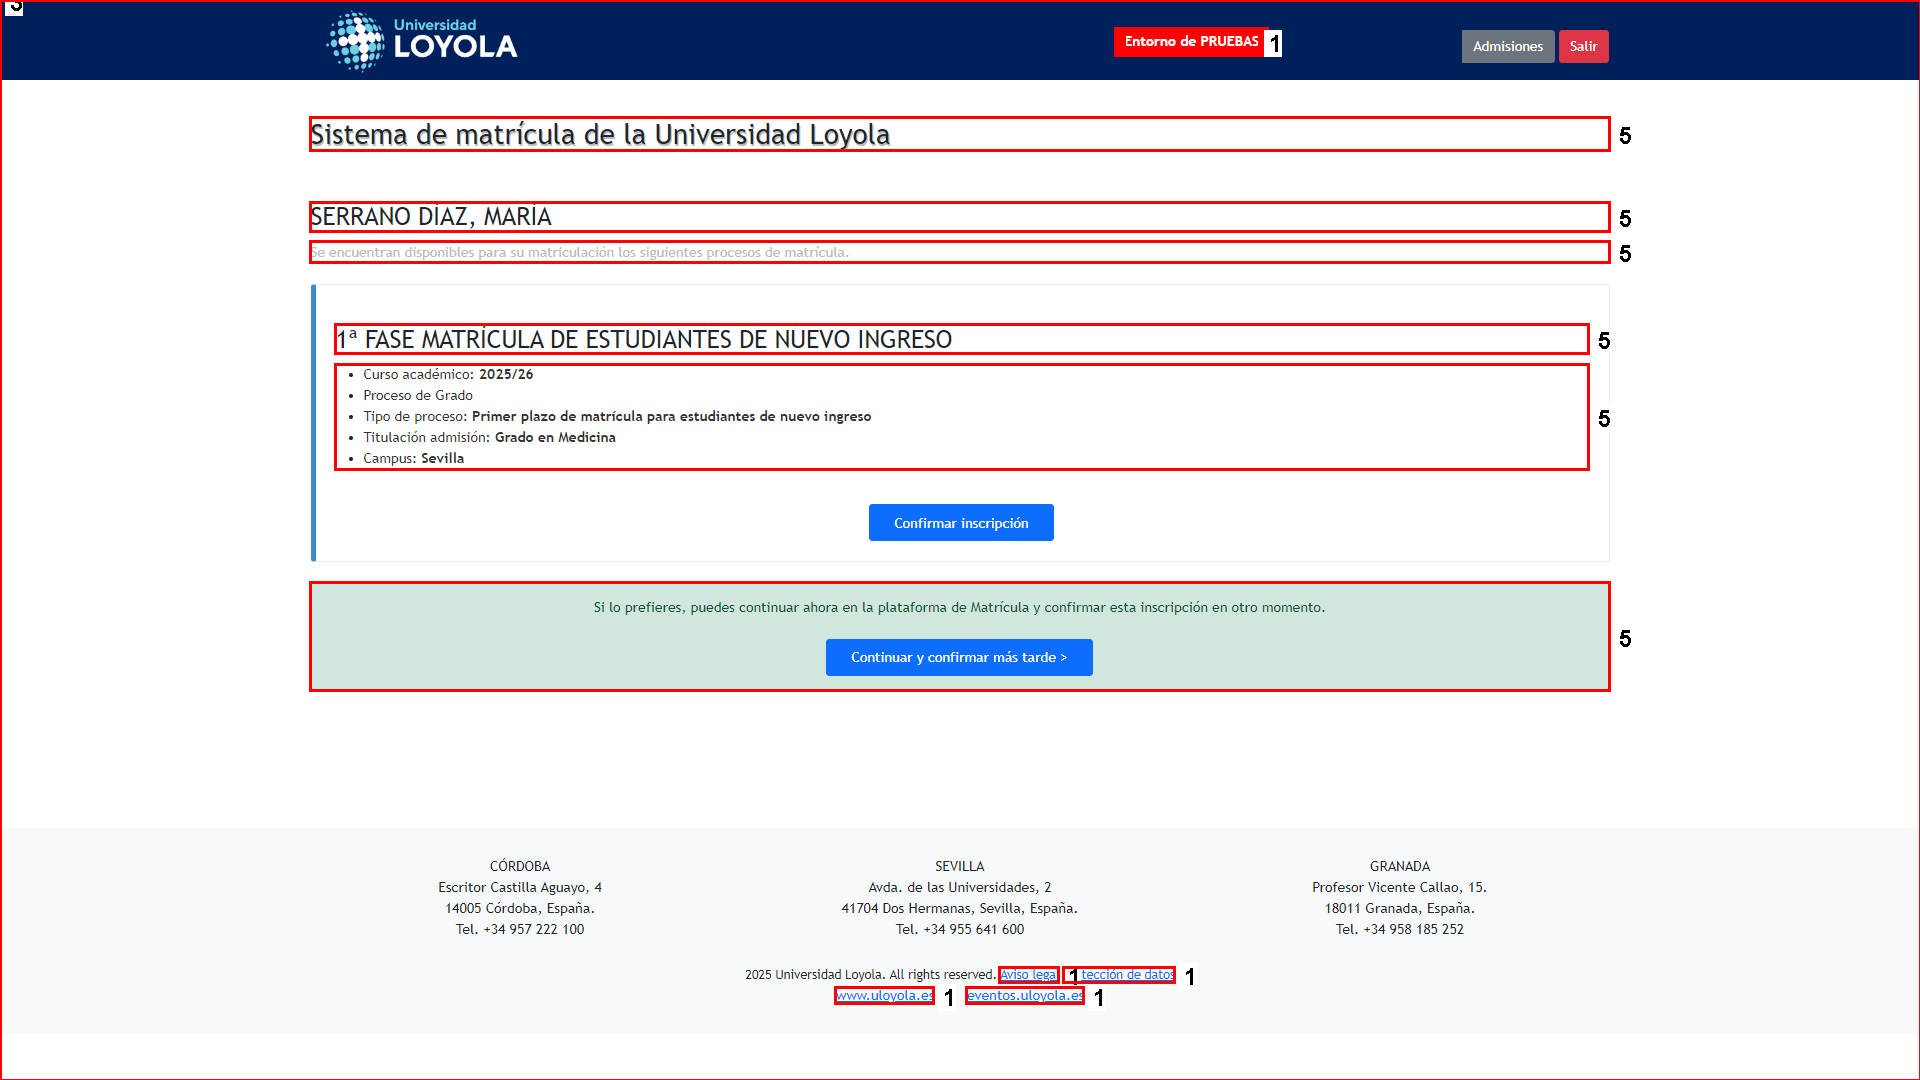 3
Universidad
LOYOLA
Entorno de PRUEBAS 1
Admisiones
Salir
Sistema de matrícula de la Universidad Loyola 5
SERRANO DÍAZ, MARÍA 5
Se encuentran disponibles para su matriculación los siguientes procesos de matrícula. 5
1ª FASE MATRÍCULA DE ESTUDIANTES DE NUEVO INGRESO 5
• Curso académico: 2025/26
• Proceso de Grado
• Tipo de proceso: Primer plazo de matrícula para estudiantes de nuevo ingreso 5
• Titulación admisión: Grado en Medicina
• Campus: Sevilla
Confirmar inscripción
Si lo prefieres, puedes continuar ahora en la plataforma de Matrícula y confirmar esta inscripción en otro momento.
5
Continuar y confirmar más tarde >
CÓRDOBA
Escritor Castilla Aguayo, 4
14005 Córdoba, España.
Tel. +34 957 222 100
SEVILLA
Avda. de las Universidades, 2
41704 Dos Hermanas, Sevilla, España.
Tel. +34 955 641 600
GRANADA
Profesor Vicente Callao, 15.
18011 Granada, España.
Tel. +34 958 185 252
2025 Universidad Loyola. All rights reserved. Aviso legal 1 tección de datos 1
www.uloyola.es 1 eventos.uloyola.es 1